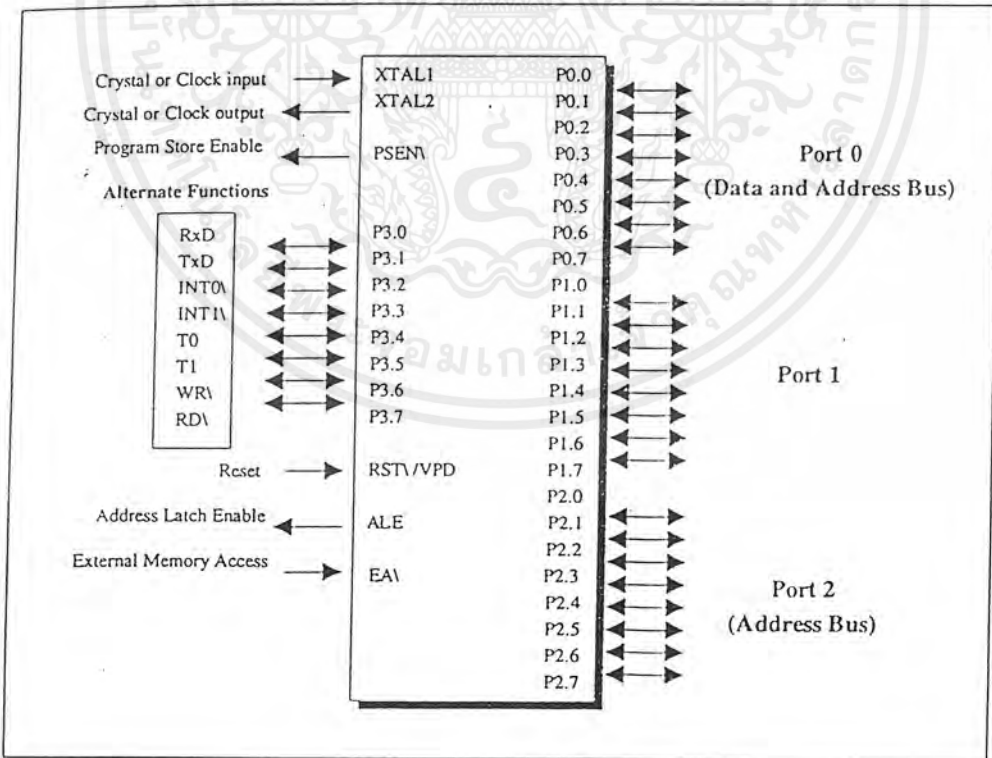 Crystal or Clock input
Crystal or Clock output
Program Store Enable
Alternate Functions
RxD
TxD
INT0\
INT1\
T0
T1
WR\
RD\
Reset
Address Latch Enable
External Memory Access
XTAL1
XTAL2
PSEN\
P3.0
P3.1
P3.2
P3.3
P3.4
P3.5
P3.6
P3.7
RST\ /VPD
ALE
EA\
P0.0
P0.1
P0.2
P0.3
P0.4
P0.5
P0.6
P0.7
P1.0
P1.1
P1.2
P1.3
P1.4
P1.5
P1.6
P1.7
P2.0
P2.1
P2.2
P2.3
P2.4
P2.5
P2.6
P2.7
Port 0
(Data and Address Bus)
Port 1
Port 2
(Address Bus)